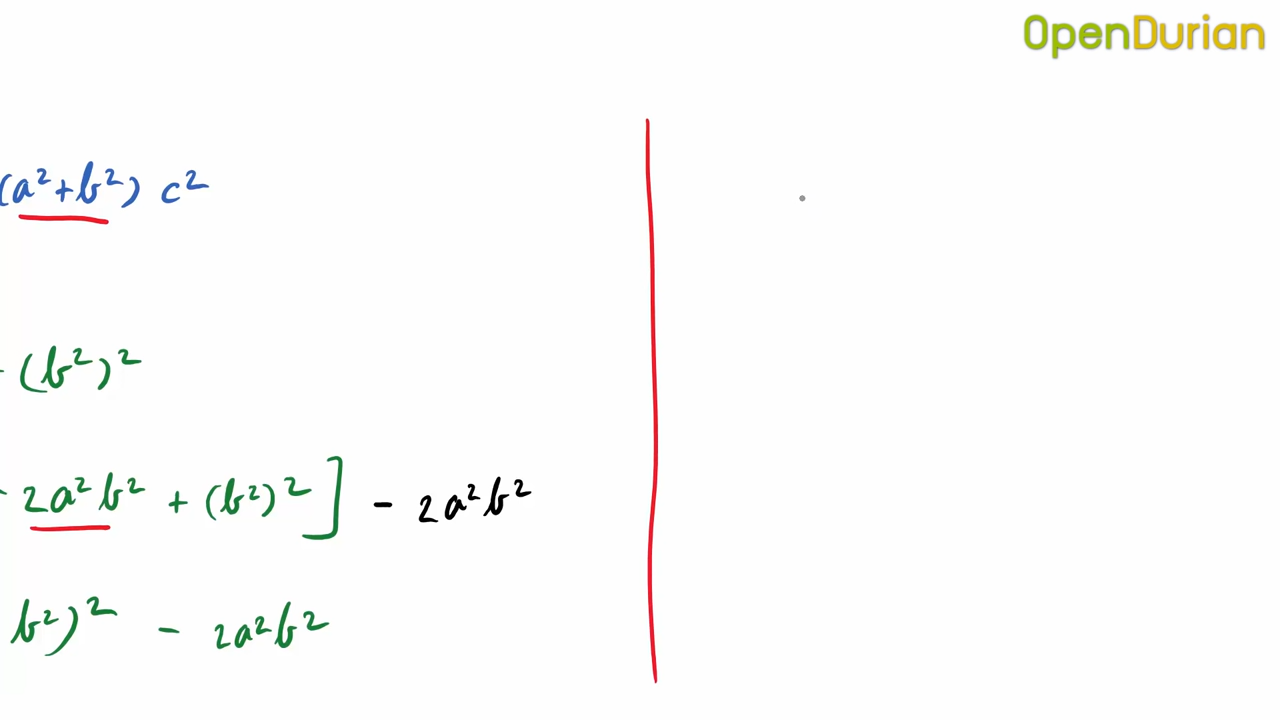 OpenDurian
(a²+b²) c²
(b²)²
2a²b² + (b²)² ] - 2a²b²
b²)² - 2a²b²